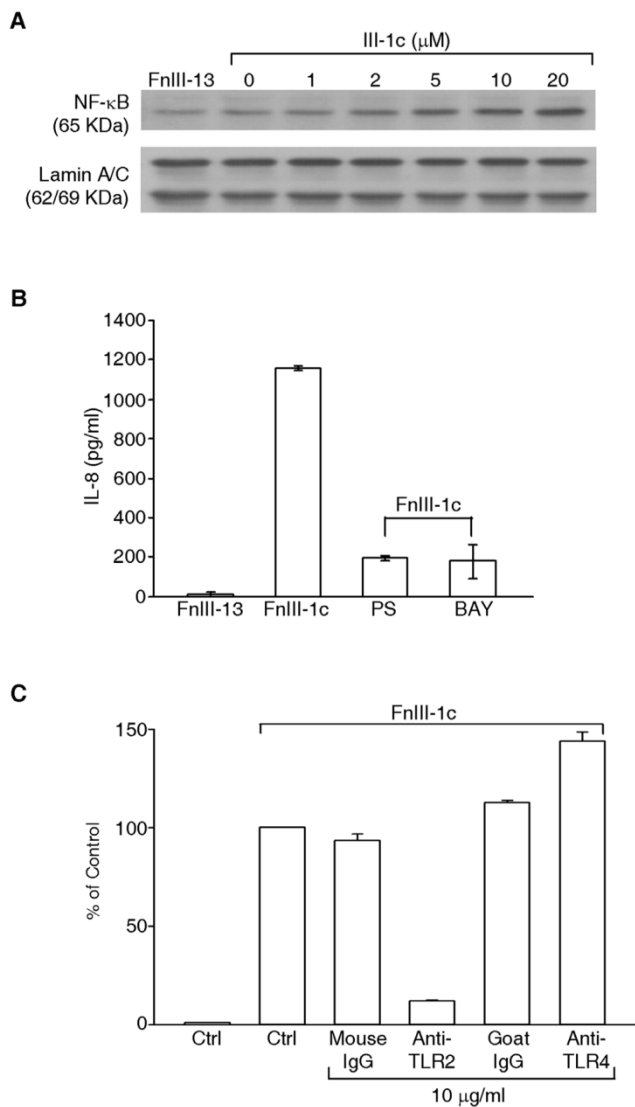 A
III-1c (μM)
FnIII-13 0 1 2 5 10 20
NF-κB
(65 KDa)
Lamin A/C
(62/69 KDa)
B
1400
1200
1000
800
600
400
200
0
IL-8 (pg/ml)
FnIII-1c
FnIII-13 FnIII-1c PS BAY
C
FnIII-1c
150
100
50
0
% of Control
Ctrl Ctrl Mouse Anti- Goat Anti-
IgG TLR2 IgG TLR4
10 μg/ml